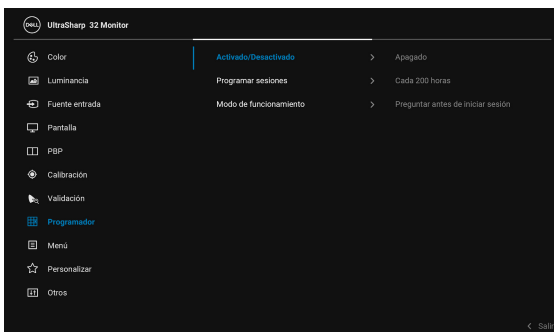 DELL UltraSharp 32 Monitor
Color Activado/Desactivado > Apagado
Luminancia Programar sesiones > Cada 200 horas
Fuente entrada Modo de funcionamiento > Preguntar antes de iniciar sesión
Pantalla
PBP
Calibración
Validación
Programador
Menú
Personalizar
Otros
< Salir